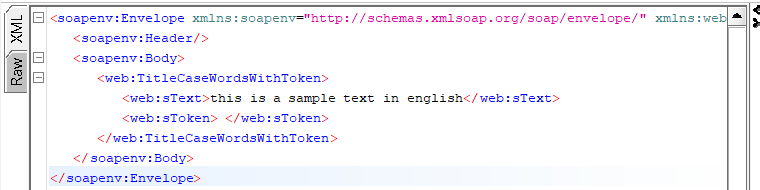 XML
Raw
<soapenv:Envelope xmlns:soapenv="http://schemas.xmlsoap.org/soap/envelope/" xmlns:web
<soapenv:Header/>
<soapenv:Body>
<web:TitleCaseWordsWithToken>
<web:sText>this is a sample text in english</web:sText>
<web:sToken> </web:sToken>
</web:TitleCaseWordsWithToken>
</soapenv:Body>
</soapenv:Envelope>